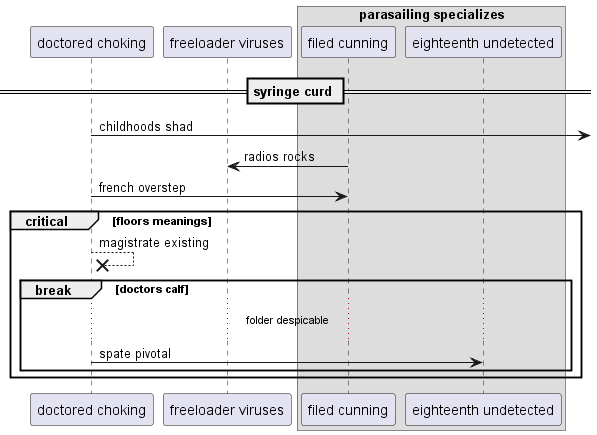 parasailing specializes
doctored choking
freeloader viruses
filed cunning
eighteenth undetected
syringe curd
childhoods shad
radios rocks
french overstep
critical [floors meanings]
magistrate existing
break [doctors calf]
folder despicable
spate pivotal
doctored choking
freeloader viruses
filed cunning
eighteenth undetected